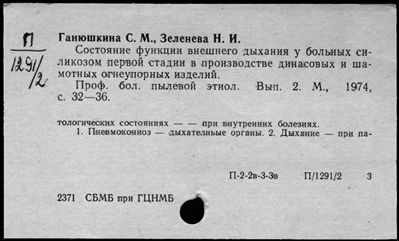 П
1291/2
Ганюшкина С. М., Зеленева Н. И.
Состояние функции внешнего дыхания у больных си-
ликозом первой стадии в производстве динасовых и ша-
мотных огнеупорных изделий.
Проф. бол. пылевой этиол. Вып. 2. М., 1974,
с. 32—36.
тологических состояниях — — при внутренних болезнях.
1. Пневмокониоз — дыхательные органы. 2. Дыхание — при па-
П-2-2в-3-3в П/1291/2 3
2371 СБМБ при ГЦНМБ